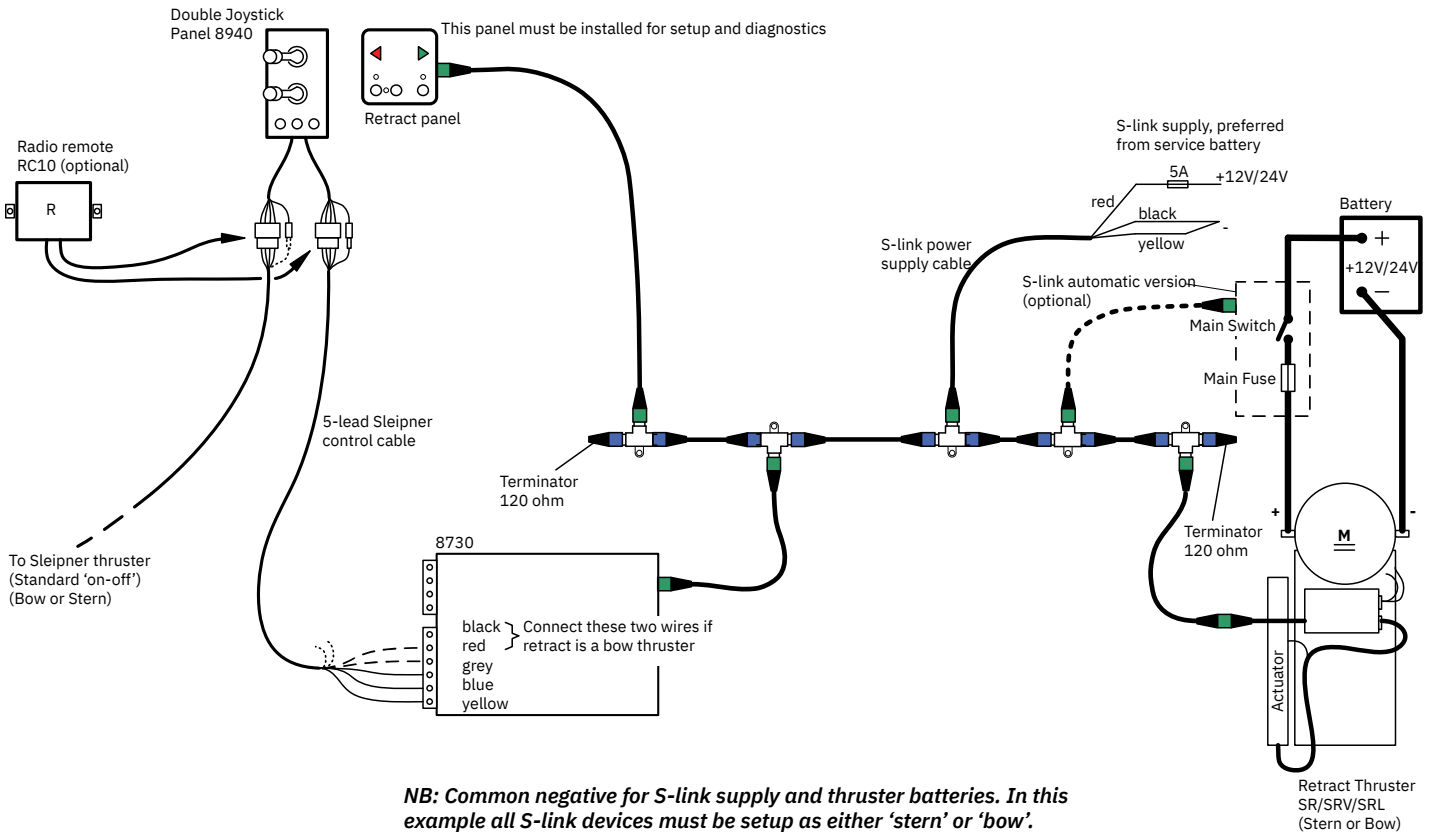 Double Joystick
Panel 8940
This panel must be installed for setup and diagnostics
Retract panel
Radio remote
RC10 (optional)
R
S-link supply, preferred
from service battery
5A
+12V/24V
red
black
-
yellow
S-link power
supply cable
Battery
+
+12V/24V
—
S-link automatic version
(optional)
Main Switch
Main Fuse
5-lead Sleipner
control cable
Terminator
120 ohm
Terminator
120 ohm
+
-
M
To Sleipner thruster
(Standard ‘on-off’)
(Bow or Stern)
8730
black
red
Connect these two wires if
retract is a bow thruster
grey
blue
yellow
Actuator
Retract Thruster
SR/SRV/SRL
(Stern or Bow)
NB: Common negative for S-link supply and thruster batteries. In this
example all S-link devices must be setup as either ‘stern’ or ‘bow’.